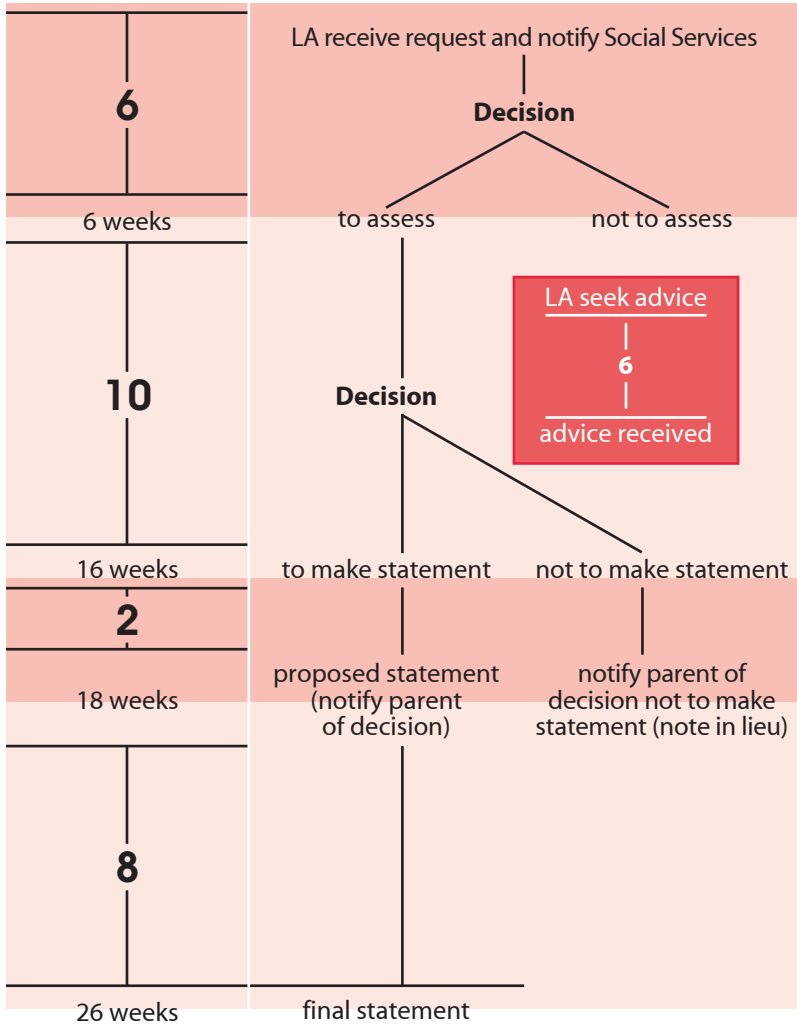 LA receive request and notify Social Services
6
Decision
6 weeks
to assess
not to assess
LA seek advice
6
advice received
10
Decision
16 weeks
to make statement
not to make statement
2
18 weeks
proposed statement
(notify parent
of decision)
notify parent of
decision not to make
statement (note in lieu)
8
26 weeks
final statement